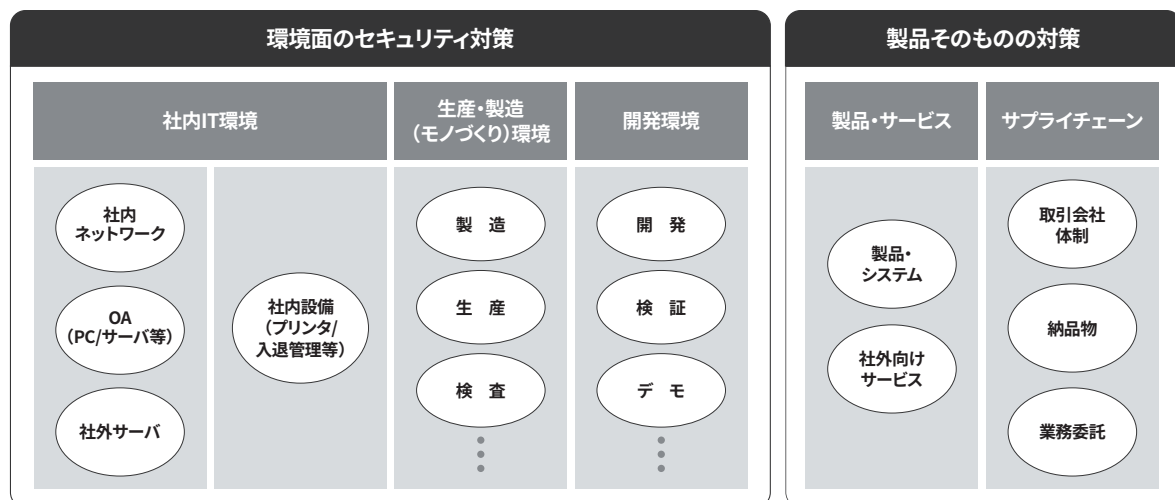 環境面のセキュリティ対策
社内IT環境
社内
ネットワーク
OA
（PC/サーバ等）
社外サーバ
社内設備
（プリンタ/
入退管理等）
生産・製造
（モノづくり）環境
製　造
生　産
検　査
開発環境
開　発
検　証
デ　モ
製品そのものの対策
製品・サービス
製品・
システム
社外向け
サービス
サプライチェーン
取引会社
体制
納品物
業務委託